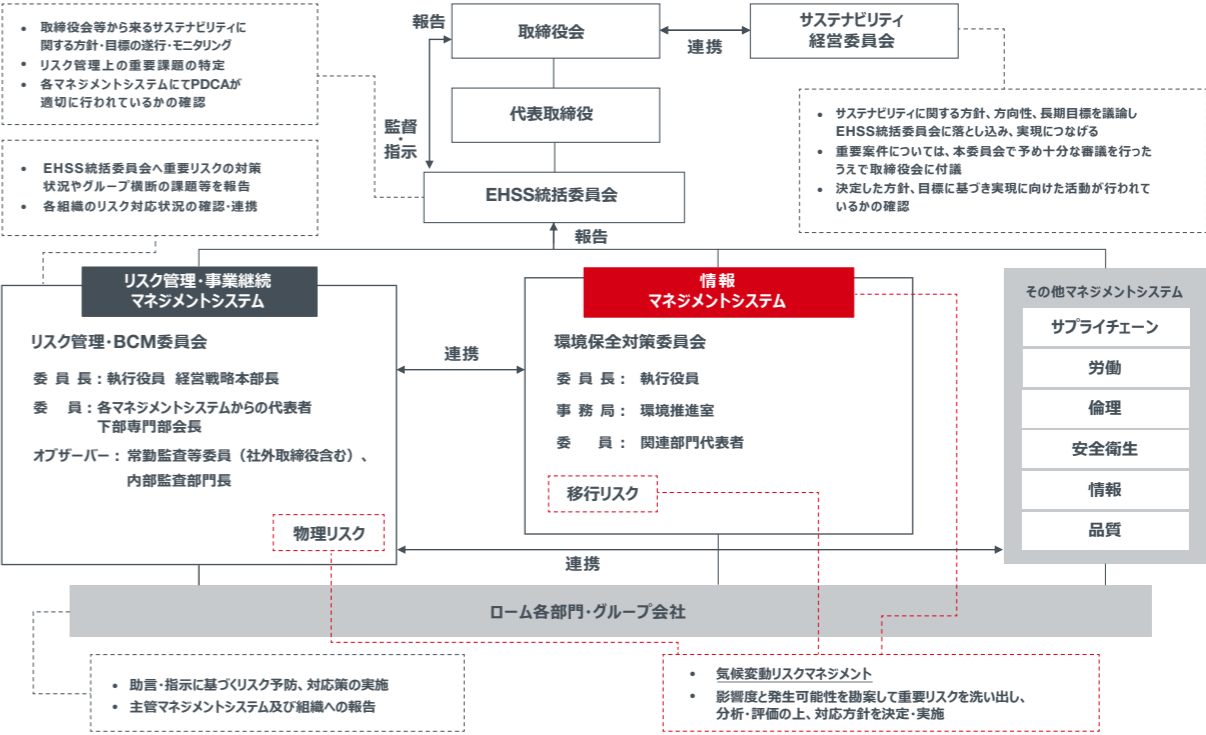 • 取締役会等から来るサステナビリティに
関する方針・目標の遂行・モニタリング
• リスク管理上の重要課題の特定
• 各マネジメントシステムにてPDCAが
適切に行われているかの確認
報告
取締役会
連携
サステナビリティ
経営委員会
代表取締役
監督
・
指示
• サステナビリティに関する方針、方向性、長期目標を議論し
EHSS統括委員会に落とし込み、実現につなげる
• 重要案件については、本委員会で予め十分な審議を行った
うえで取締役会に付議
• 決定した方針、目標に基づき実現に向けた活動が行われて
いるかの確認
• EHSS統括委員会へ重要リスクの対策
状況やグループ横断の課題等を報告
• 各組織のリスク対応状況の確認・連携
EHSS統括委員会
報告
リスク管理・事業継続
マネジメントシステム
リスク管理・BCM委員会
委員長：執行役員 経営戦略本部長
委 員：各マネジメントシステムからの代表者
下部専門部会長
オブザーバー：常勤監査等委員（社外取締役含む）、
内部監査部門長
物理リスク
連携
情報
マネジメントシステム
環境保全対策委員会
委員長： 執行役員
事務局： 環境推進室
委 員： 関連部門代表者
移行リスク
連携
その他マネジメントシステム
サプライチェーン
労働
倫理
安全衛生
情報
品質
ローム各部門・グループ会社
• 助言・指示に基づくリスク予防、対応策の実施
• 主管マネジメントシステム及び組織への報告
• 気候変動リスクマネジメント
• 影響度と発生可能性を勘案して重要リスクを洗い出し、
分析・評価の上、対応方針を決定・実施